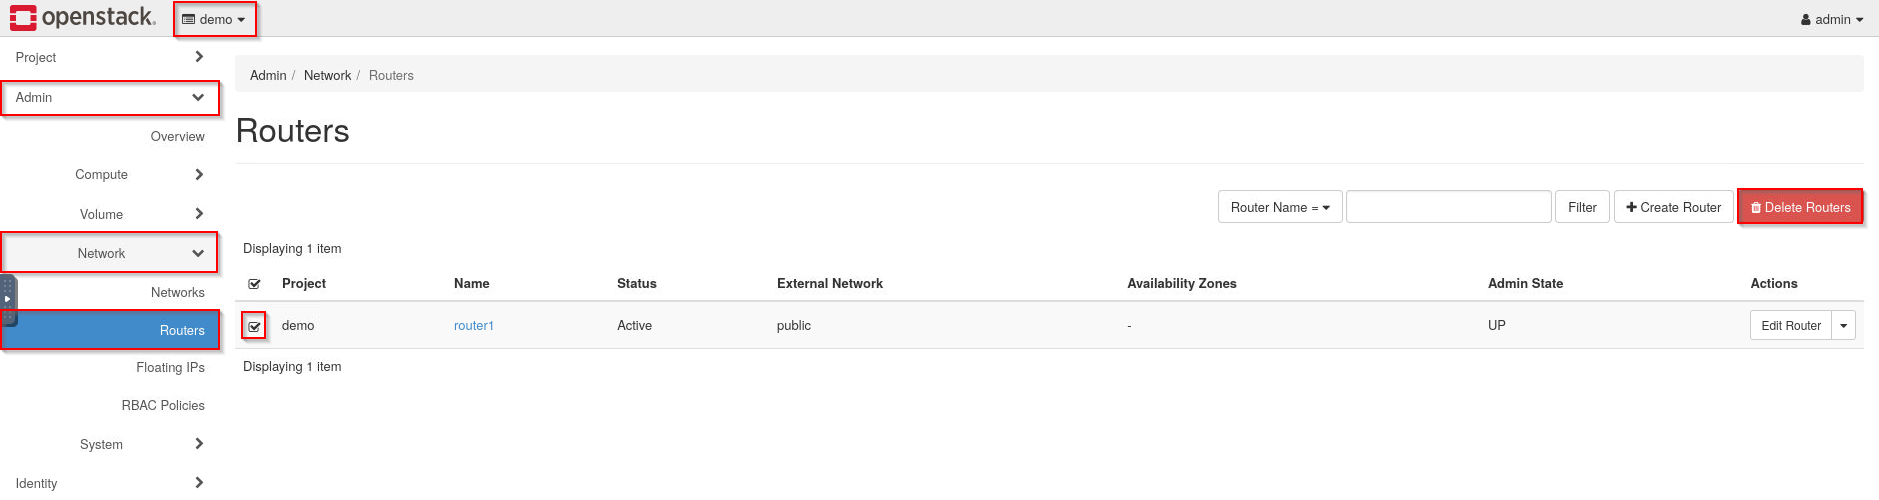 openstack. demo admin
Project
Admin / Network / Routers
Admin
Routers
Overview
Compute
Volume
Router Name = Filter Create Router Delete Routers
Network
Displaying 1 item
Project Name Status External Network Availability Zones Admin State Actions
Networks
demo router1 Active public - UP Edit Router
Routers
Displaying 1 item
Floating IPs
RBAC Policies
System
Identity